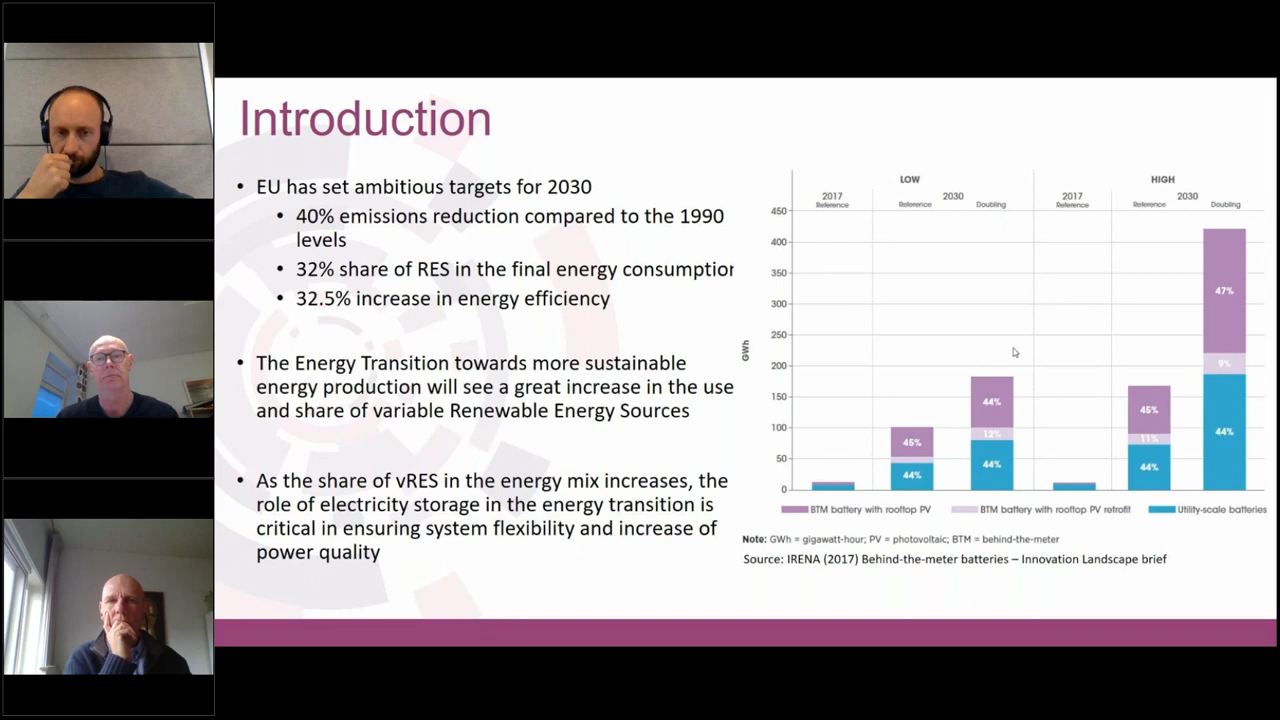 Introduction
• EU has set ambitious targets for 2030
• 40% emissions reduction compared to the 1990
levels
• 32% share of RES in the final energy consumption
• 32.5% increase in energy efficiency
• The Energy Transition towards more sustainable
energy production will see a great increase in the use
and share of variable Renewable Energy Sources
• As the share of vRES in the energy mix increases, the
role of electricity storage in the energy transition is
critical in ensuring system flexibility and increase of
power quality
LOW
HIGH
2017
Reference
2030
Reference
Doubling
2017
Reference
2030
Reference
Doubling
GWh
450
400
350
300
250
200
150
100
50
0
45%
44%
44%
12%
44%
45%
11%
44%
47%
9%
44%
BTM battery with rooftop PV
BTM battery with rooftop PV retrofit
Utility-scale batteries
Note: GWh = gigawatt-hour; PV = photovoltaic; BTM = behind-the-meter
Source: IRENA (2017) Behind-the-meter batteries – Innovation Landscape brief